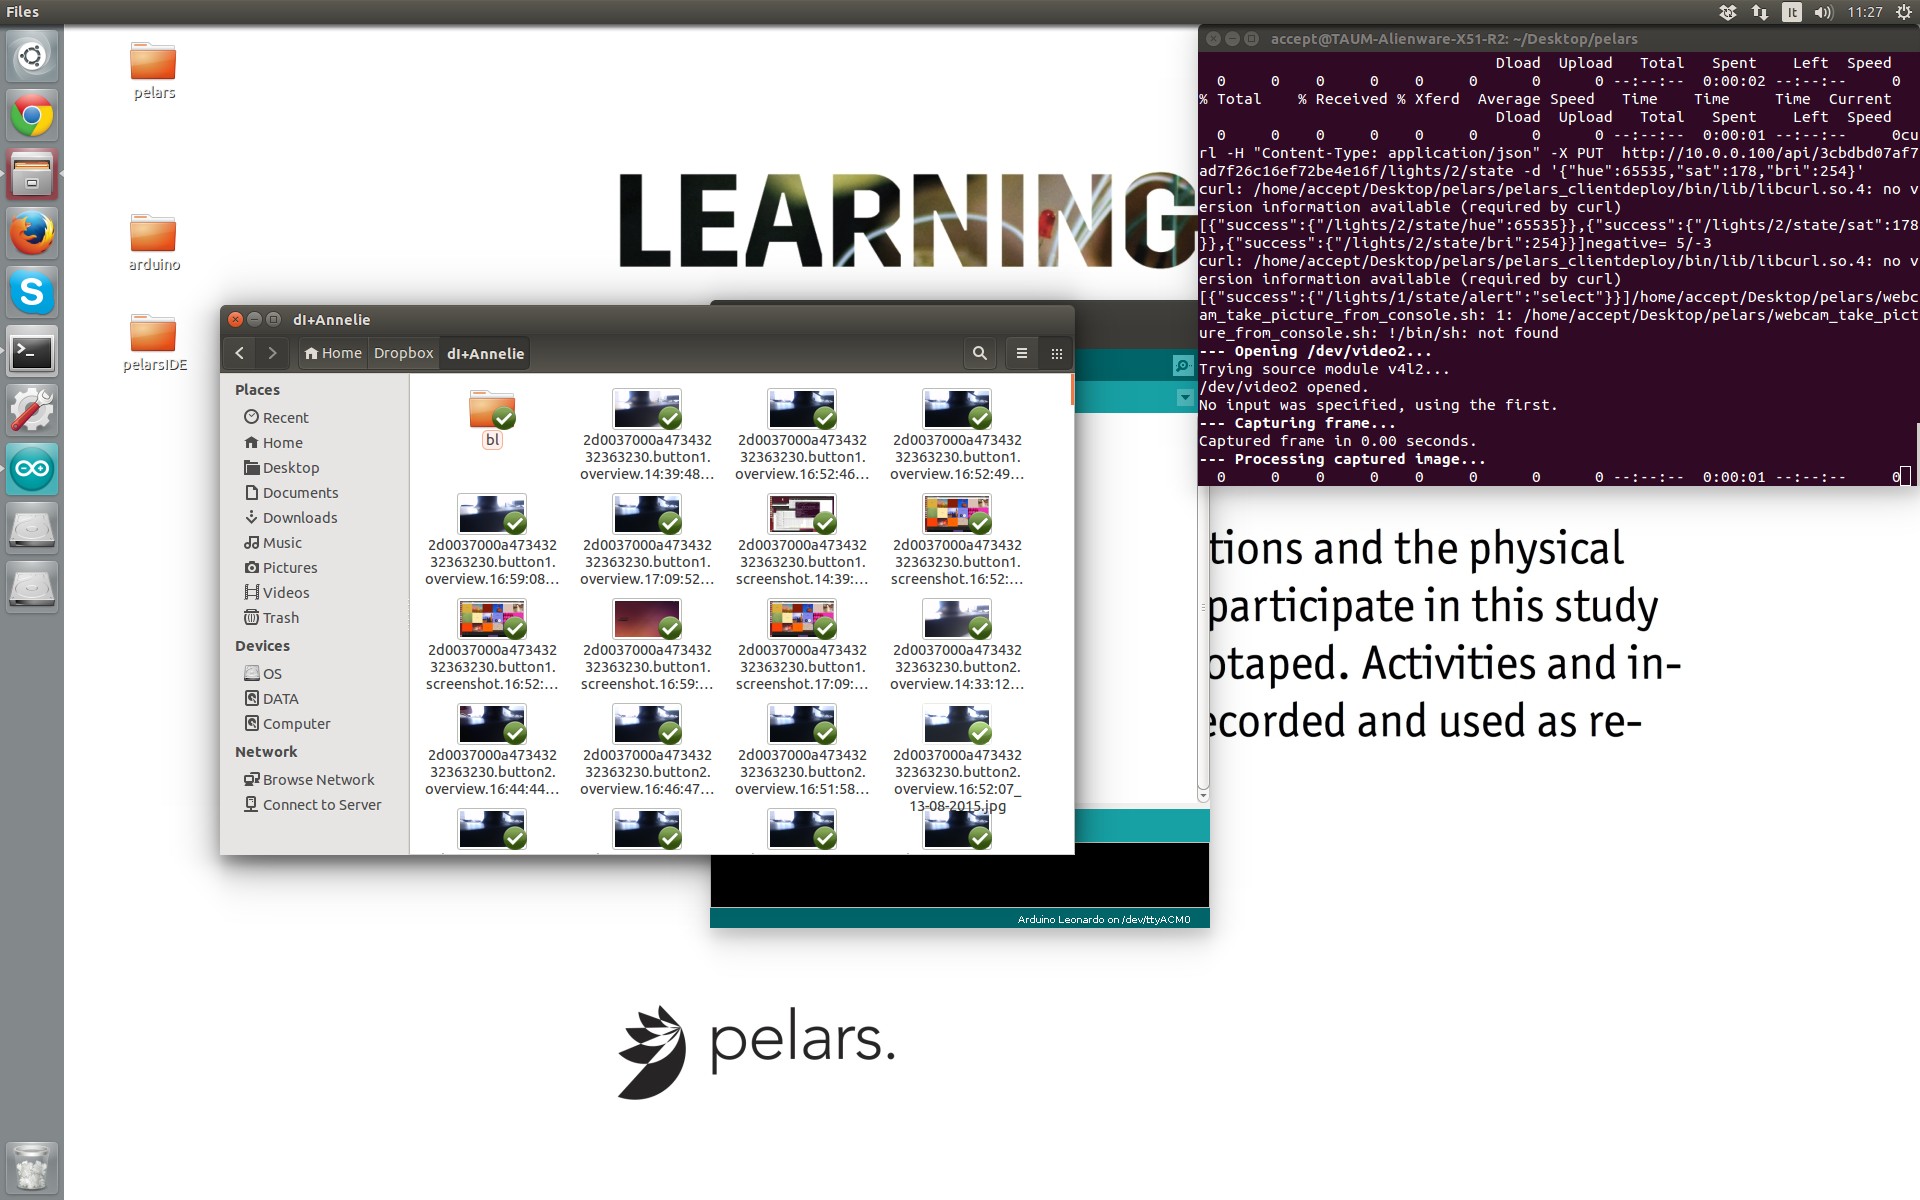 Files
It
11:27
pelars
arduino
pelarsIDE
LEARNING
accept@TAUM-Alienware-X51-R2: ~/Desktop/pelars
Dload Upload Total Spent Left Speed
0 0 0 0 0 0 0 0 --:--:-- 0:00:02 --:--:-- 0
% Total % Received % Xferd Average Speed Time Time Time Current
Dload Upload Total Spent Left Speed
0 0 0 0 0 0 0 0 --:--:-- 0:00:01 --:--:-- 0cu
rl -H "Content-Type: application/json" -X PUT http://10.0.0.100/api/3cbdbd07af7
ad7f26c16ef72be4e16f/lights/2/state -d '{"hue":65535,"sat":178,"bri":254}'
curl: /home/accept/Desktop/pelars/pelars_clientdeploy/bin/lib/libcurl.so.4: no v
ersion information available (required by curl)
[{"success":{"/lights/2/state/hue":65535}},{"success":{"/lights/2/state/sat":178
}},{"success":{"/lights/2/state/bri":254}}]negative= 5/-3
curl: /home/accept/Desktop/pelars/pelars_clientdeploy/bin/lib/libcurl.so.4: no v
ersion information available (required by curl)
[{"success":{"/lights/1/state/alert":"select"}}]/home/accept/Desktop/pelars/webc
am_take_picture_from_console.sh: 1: /home/accept/Desktop/pelars/webcam_take_pict
ure_from_console.sh: !/bin/sh: not found
--- Opening /dev/video2...
Trying source module v4l2...
/dev/video2 opened.
No input was specified, using the first.
--- Capturing frame...
Captured frame in 0.00 seconds.
--- Processing captured image...
0 0 0 0 0 0 0 0 --:--:-- 0:00:01 --:--:-- 0
dI+Annelie
Home Dropbox dI+Annelie
Places
Recent
Home
Desktop
Documents
Downloads
Music
Pictures
Videos
Trash
Devices
OS
DATA
Computer
Network
Browse Network
Connect to Server
bl
2d0037000a473432
32363230.button1.
overview.14:39:48...
2d0037000a473432
32363230.button1.
overview.16:52:46...
2d0037000a473432
32363230.button1.
overview.16:52:49...
2d0037000a473432
32363230.button1.
overview.16:59:08...
2d0037000a473432
32363230.button1.
overview.17:09:52...
2d0037000a473432
32363230.button1.
screenshot.14:39:...
2d0037000a473432
32363230.button1.
screenshot.16:52:...
2d0037000a473432
32363230.button1.
screenshot.16:52:...
2d0037000a473432
32363230.button1.
screenshot.16:59:...
2d0037000a473432
32363230.button1.
screenshot.17:09:...
2d0037000a473432
32363230.button2.
overview.14:33:12...
2d0037000a473432
32363230.button2.
overview.16:44:44...
2d0037000a473432
32363230.button2.
overview.16:46:47...
2d0037000a473432
32363230.button2.
overview.16:51:58...
2d0037000a473432
32363230.button2.
overview.16:52:07_
13-08-2015.jpg
tions and the physical
participate in this study
otaped. Activities and in-
ecorded and used as re-
Arduino Leonardo on /dev/ttyACM0
pelars.